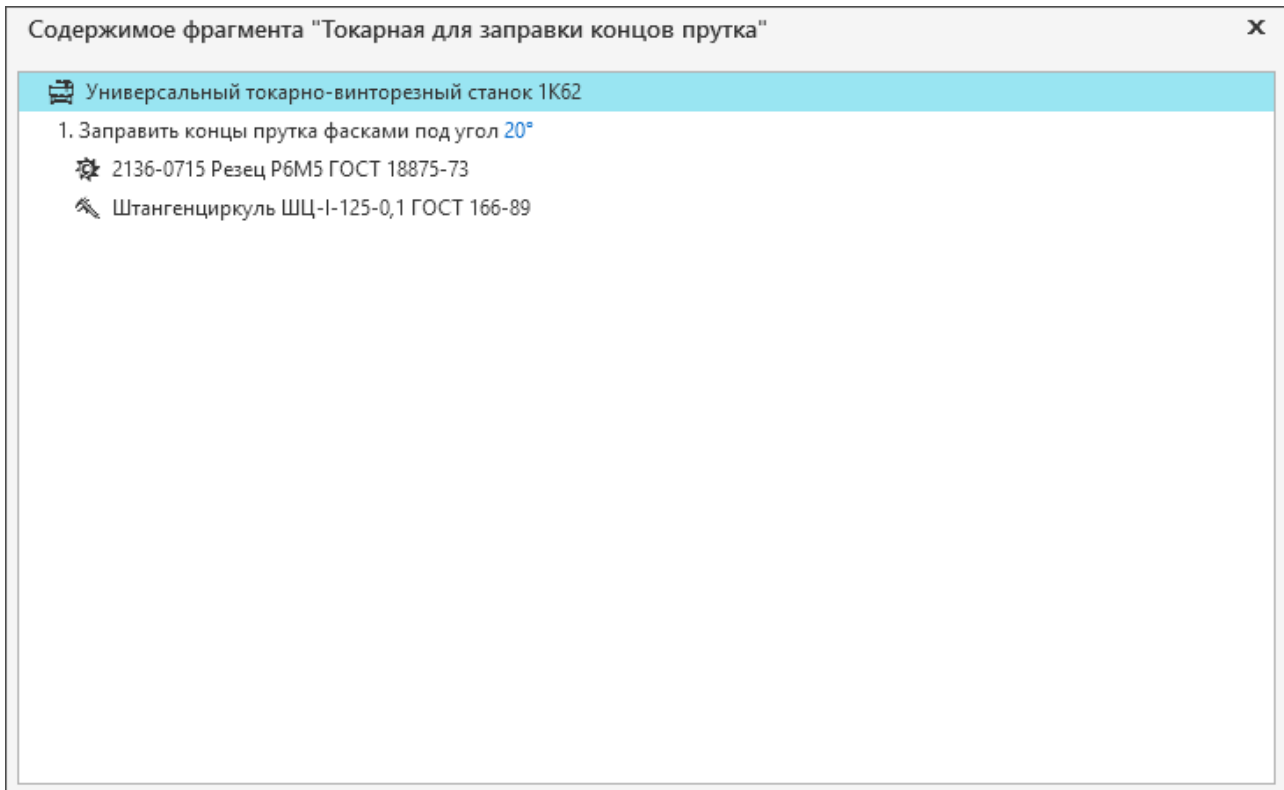 Содержимое фрагмента "Токарная для заправки концов прутка"
x
Универсальный токарно-винторезный станок 1К62
1. Заправить концы прутка фасками под угол 20°
2136-0715 Резец Р6М5 ГОСТ 18875-73
Штангенциркуль ШЦ-I-125-0,1 ГОСТ 166-89